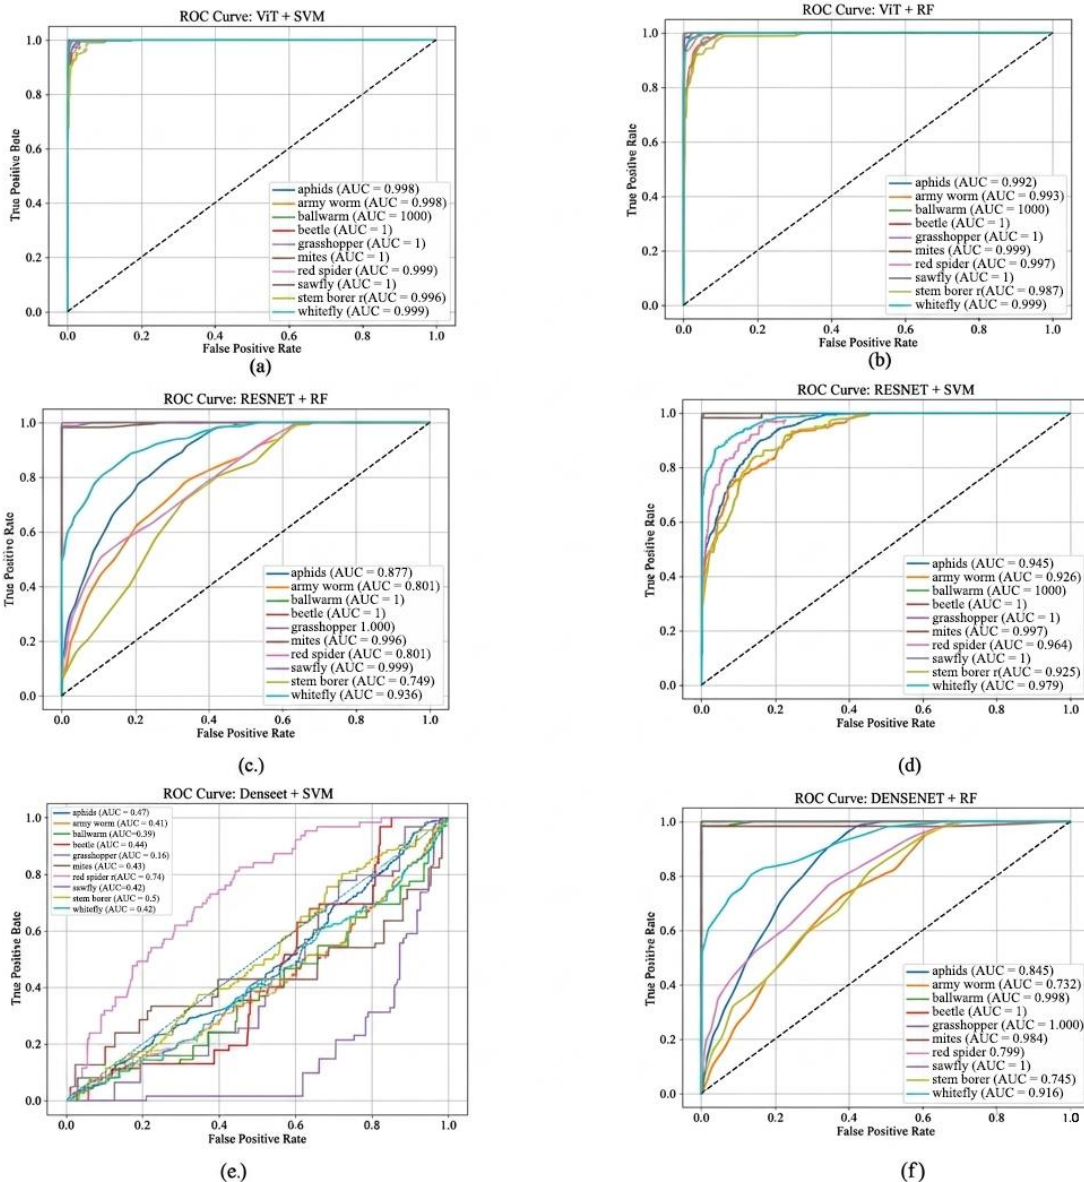 ROC Curve: ViT + SVM
1.0
0.8
0.6
0.4
0.2
0.0
True Positive Rate
aphids (AUC = 0.998)
army worm (AUC = 0.998)
ballwarm (AUC = 1000)
beetle (AUC = 1)
grasshopper (AUC = 1)
mites (AUC = 1)
red spider (AUC = 0.999)
sawfly (AUC = 1)
stem borer r(AUC = 0.996)
whitefly (AUC = 0.999)
0.0 0.2 0.4 0.6 0.8 1.0
False Positive Rate
(a)
ROC Curve: ViT + RF
1.0
0.8
0.6
0.4
0.2
0.0
True Positive Rate
aphids (AUC = 0.992)
army worm (AUC = 0.993)
ballwarm (AUC = 1000)
beetle (AUC = 1)
grasshopper (AUC = 1)
mites (AUC = 0.999)
red spider (AUC = 0.997)
sawfly (AUC = 1)
stem borer r(AUC = 0.987)
whitefly (AUC = 0.999)
0.0 0.2 0.4 0.6 0.8 1.0
False Positive Rate
(b)
ROC Curve: RESNET + RF
1.0
0.8
0.6
0.4
0.2
0.0
True Positive Rate
aphids (AUC = 0.877)
army worm (AUC = 0.801)
ballwarm (AUC = 1)
beetle (AUC = 1)
grasshopper 1.000)
mites (AUC = 0.996)
red spider (AUC = 0.801)
sawfly (AUC = 0.999)
stem borer (AUC = 0.749)
whitefly (AUC = 0.936)
0.0 0.2 0.4 0.6 0.8 1.0
False Positive Rate
(c.)
ROC Curve: RESNET + SVM
1.0
0.8
0.6
0.4
0.2
0.0
True Positive Rate
aphids (AUC = 0.945)
army worm (AUC = 0.926)
ballwarm (AUC = 1000)
beetle (AUC = 1)
grasshopper (AUC = 1)
mites (AUC = 0.997)
red spider (AUC = 0.964)
sawfly (AUC = 1)
stem borer r(AUC = 0.925)
whitefly (AUC = 0.979)
0.0 0.2 0.4 0.6 0.8 1.0
False Positive Rate
(d)
ROC Curve: Denseet + SVM
1.0
0.8
0.6
0.4
0.2
0.0
True Positive Rate
aphids (AUC = 0.47)
army worm (AUC = 0.41)
ballwarm (AUC=0.39)
beetle (AUC = 0.44)
grasshopper (AUC = 0.16)
mites (AUC = 0.43)
red spider r(AUC = 0.74)
sawfly (AUC=0.42)
stem borer (AUC = 0.5)
whitefly (AUC = 0.42)
0.0 0.2 0.4 0.6 0.8 1.0
False Positive Rate
(e.)
ROC Curve: DENSENET + RF
1.0
0.8
0.6
0.4
0.2
0.0
True Positive Rate
aphids (AUC = 0.845)
army worm (AUC = 0.732)
ballwarm (AUC = 0.998)
beetle (AUC = 1)
grasshopper (AUC = 1.000)
mites (AUC = 0.984)
red spider 0.799)
sawfly (AUC = 1)
stem borer (AUC = 0.745)
whitefly (AUC = 0.916)
0.0 0.2 0.4 0.6 0.8 1.0
False Positive Rate
(f)